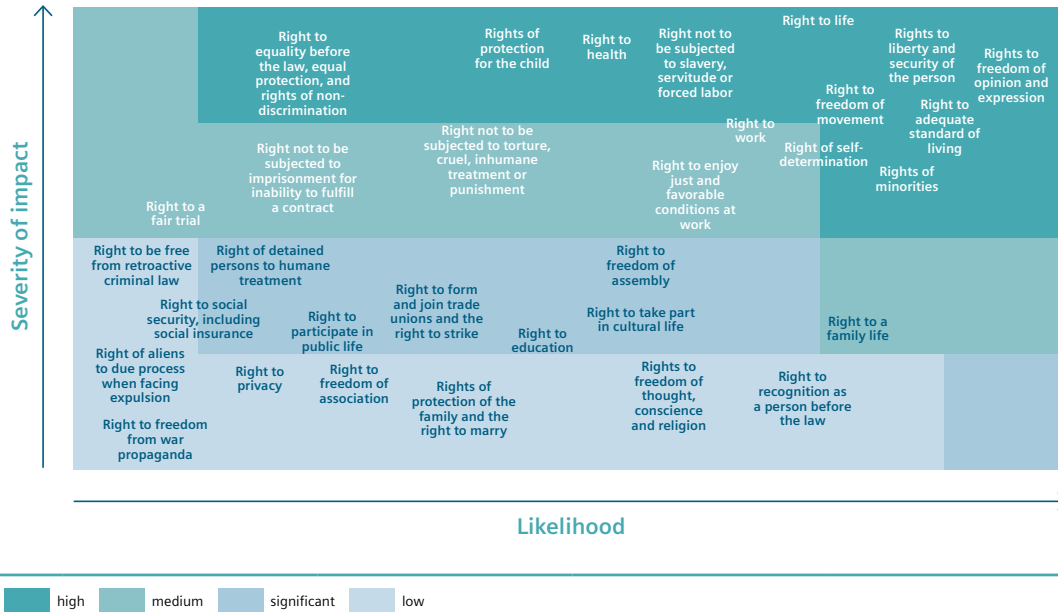 Severity of impact
Right to
equality before
the law, equal
protection, and
rights of non-
discrimination
Rights of
protection
for the child
Right to
health
Right not to
be subjected
to slavery,
servitude or
forced labor
Right to life
Rights to
liberty and
security of
the person
Rights to
freedom of
opinion and
expression
Right to
freedom of
movement
Right to
adequate
standard of
living
Right to
work
Right of self-
determination
Rights of
minorities
Right not to be
subjected to
imprisonment for
inability to fulfill
a contract
Right not to be
subjected to torture,
cruel, inhumane
treatment or
punishment
Right to enjoy
just and
favorable
conditions at
work
Right to a
fair trial
Right to be free
from retroactive
criminal law
Right of detained
persons to humane
treatment
Right to
freedom of
assembly
Right to social
security, including
social insurance
Right to
participate in
public life
Right to form
and join trade
unions and the
right to strike
Right to
education
Right to take part
in cultural life
Right to a
family life
Right of aliens
to due process
when facing
expulsion
Right to
privacy
Right to
freedom of
association
Rights of
protection of the
family and the
right to marry
Rights to
freedom of
thought,
conscience
and religion
Right to
recognition as
a person before
the law
Right to freedom
from war
propaganda
Likelihood
high
medium
significant
low